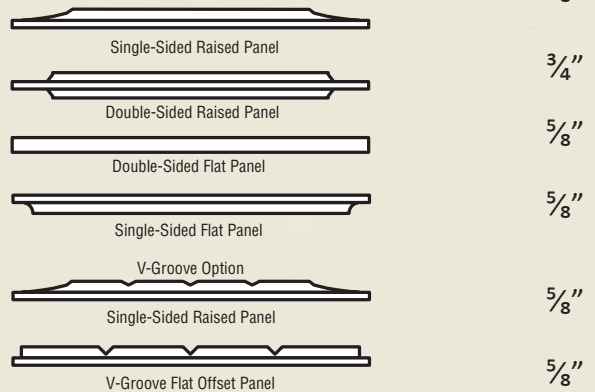 Single-Sided Raised Panel
3/4"
Double-Sided Raised Panel
5/8"
Double-Sided Flat Panel
5/8"
Single-Sided Flat Panel
V-Groove Option
5/8"
Single-Sided Raised Panel
5/8"
V-Groove Flat Offset Panel